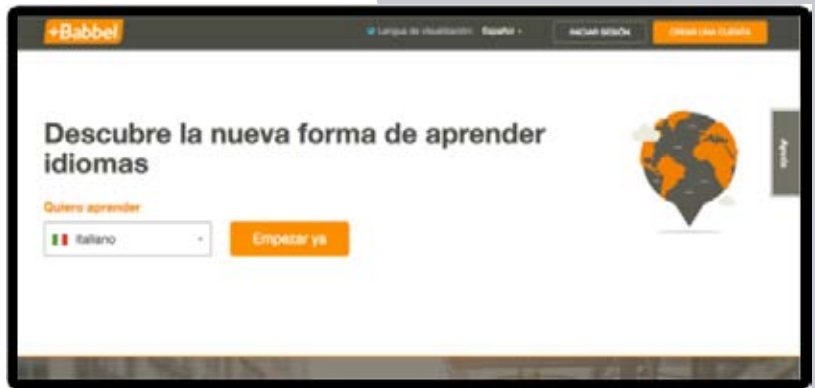 +Babbel
Lengua de visualización: Español
INICIAR SESIÓN
CREAR UNA CUENTA
Descubre la nueva forma de aprender
idiomas
Quiero aprender
Italiano
Empezar ya
Ayuda